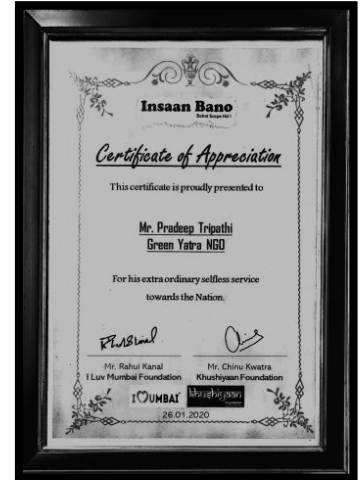 Insaan Bano
Certificate of Appreciation
This certificate is proudly presented to
Mr. Pradeep Tripathi
Green Yatra NGO
For his extra ordinary selfless service
towards the Nation.
Mr. Rahul Kanal
Mr. Chinu Kwatra
I Luv Mumbai Foundation
Khushiyaan Foundation
I♡UMBAI
khushiyaan
26.01.2020